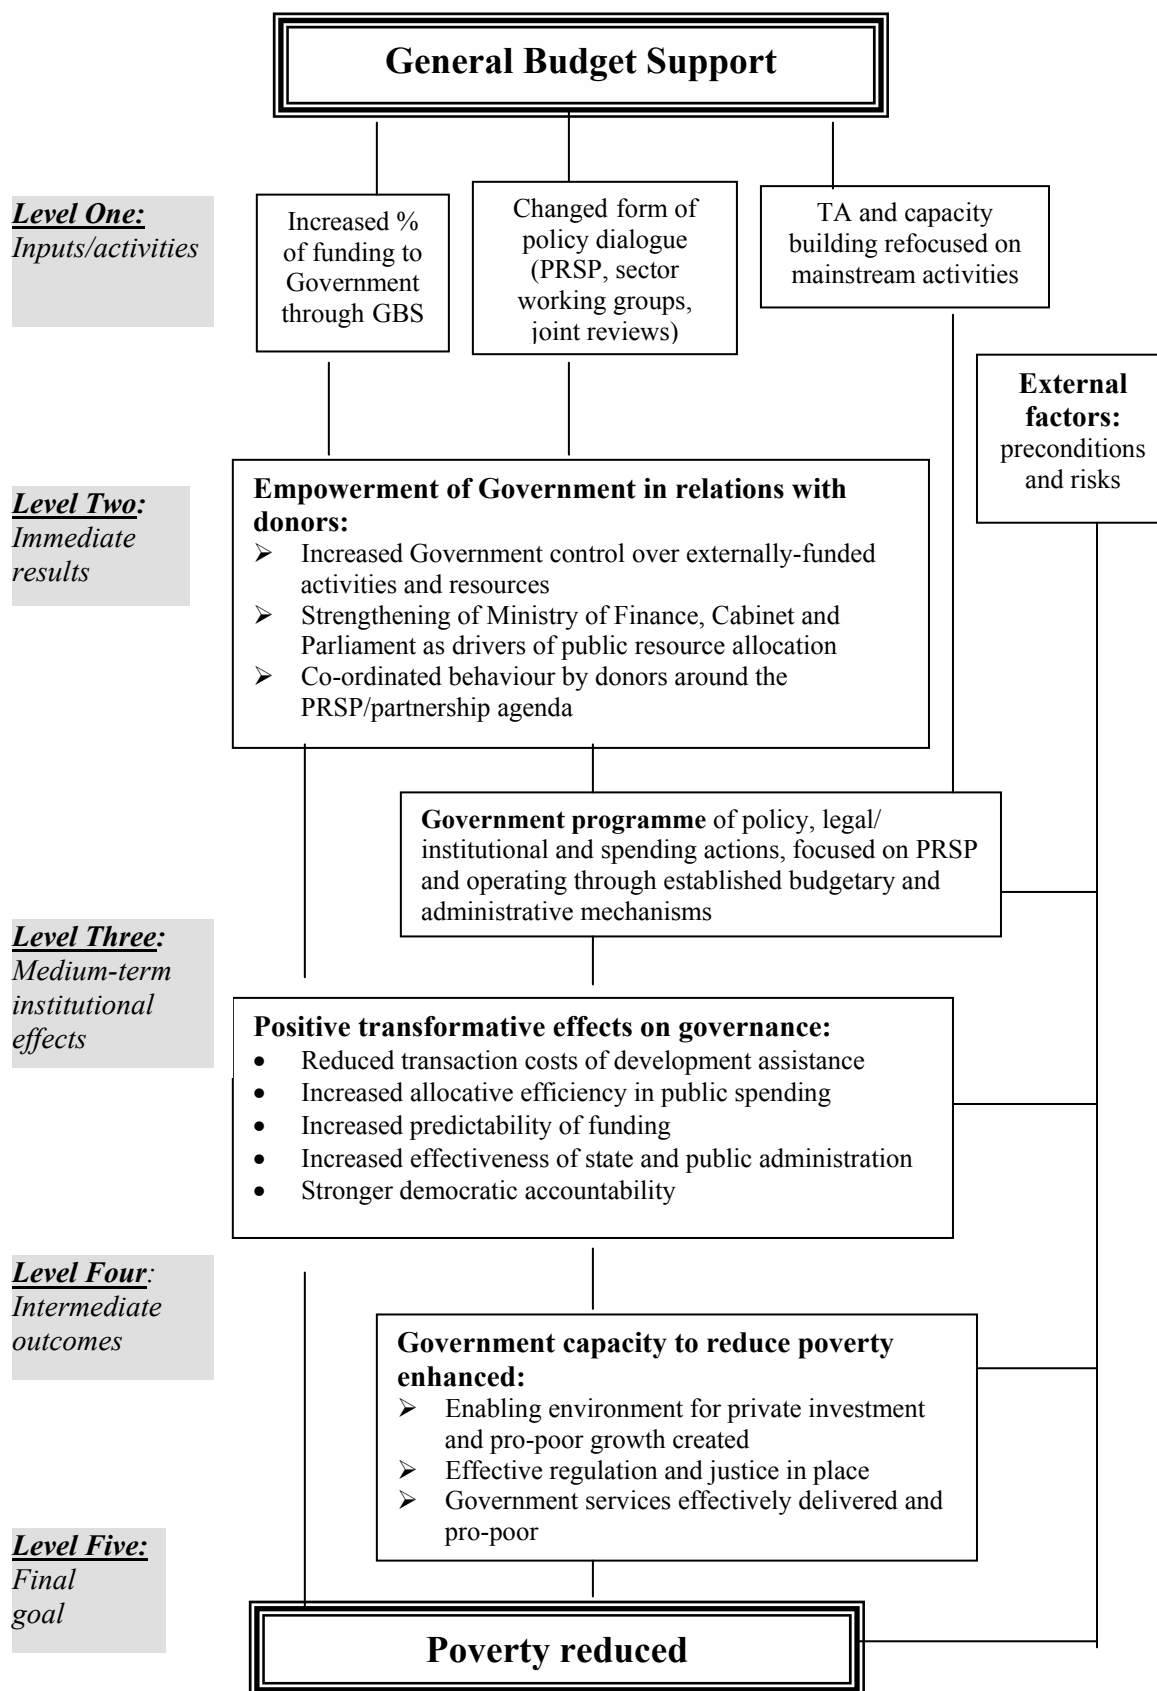 General Budget Support
Level One:
Inputs/activities
Increased %
of funding to
Government
through GBS
Changed form of
policy dialogue
(PRSP, sector
working groups,
joint reviews)
TA and capacity
building refocused on
mainstream activities
External
factors:
preconditions
and risks
Level Two:
Immediate
results
Empowerment of Government in relations with
donors:
➢ Increased Government control over externally-funded
activities and resources
➢ Strengthening of Ministry of Finance, Cabinet and
Parliament as drivers of public resource allocation
➢ Co-ordinated behaviour by donors around the
PRSP/partnership agenda
Government programme of policy, legal/
institutional and spending actions, focused on PRSP
and operating through established budgetary and
administrative mechanisms
Level Three:
Medium-term
institutional
effects
Positive transformative effects on governance:
• Reduced transaction costs of development assistance
• Increased allocative efficiency in public spending
• Increased predictability of funding
• Increased effectiveness of state and public administration
• Stronger democratic accountability
Level Four:
Intermediate
outcomes
Government capacity to reduce poverty
enhanced:
➢ Enabling environment for private investment
and pro-poor growth created
➢ Effective regulation and justice in place
➢ Government services effectively delivered and
pro-poor
Level Five:
Final
goal
Poverty reduced